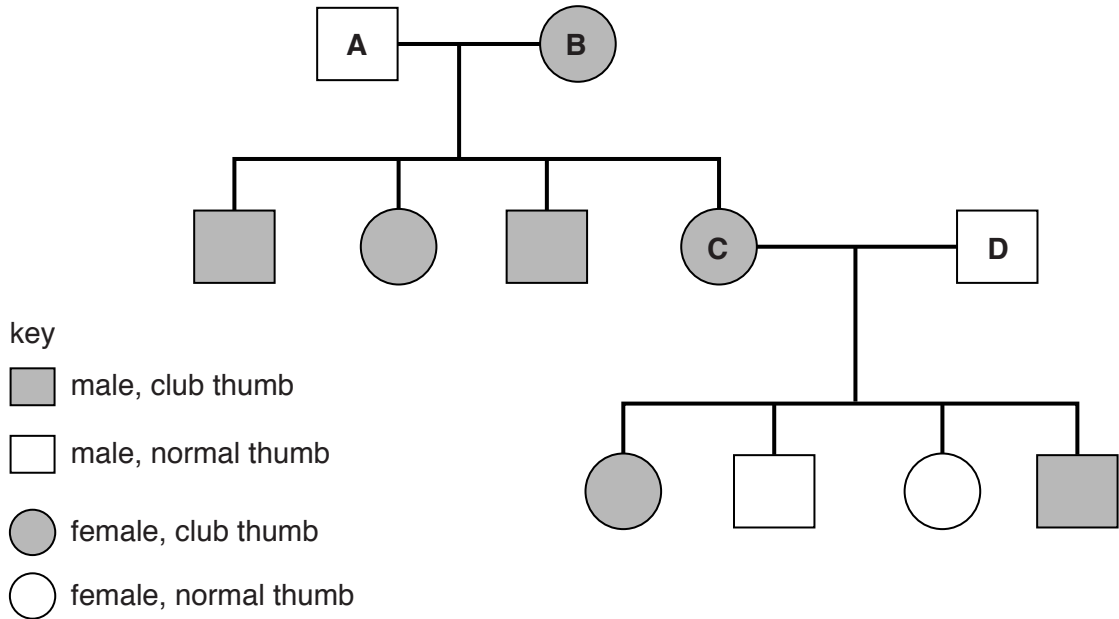 A
B
C
D
key
male, club thumb
male, normal thumb
female, club thumb
female, normal thumb